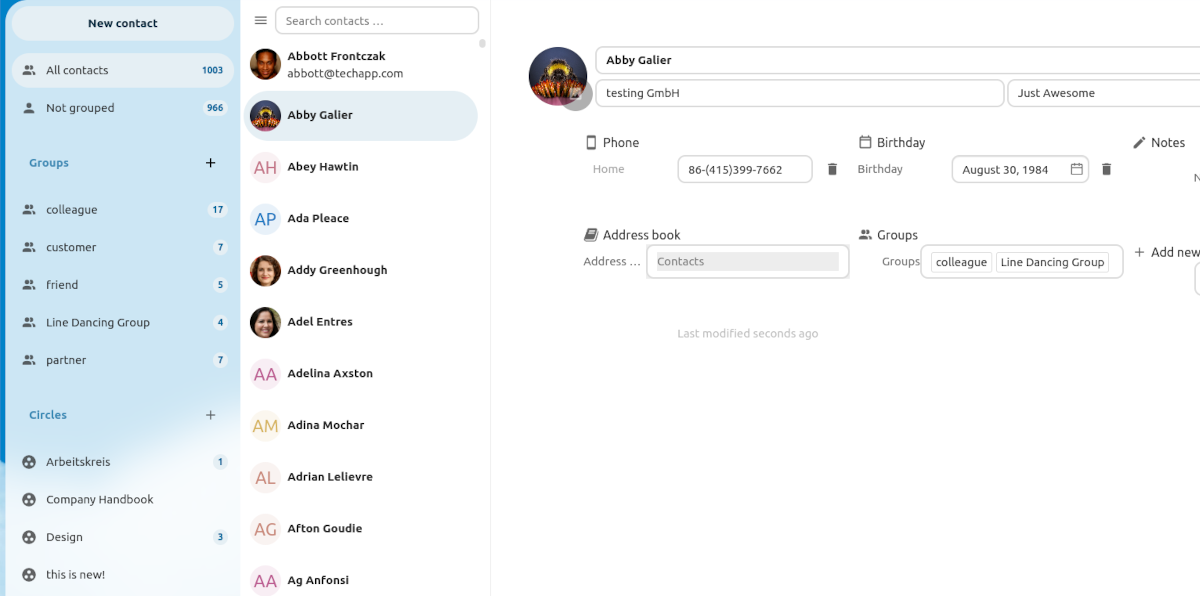 New contact
All contacts 1003
Not grouped 966
Groups
colleague 17
customer 7
friend 5
Line Dancing Group 4
partner 7
Circles
Arbeitskreis 1
Company Handbook
Design 3
this is new!
Search contacts …
Abbott Frontczak
abbott@techapp.com
Abby Galier
AH Abey Hawtin
AP Ada Pleace
Addy Greenhough
Adel Entres
AA Adelina Axston
AM Adina Mochar
AL Adrian Lelievre
AG Afton Goudie
AA Ag Anfonsi
Abby Galier
testing GmbH Just Awesome
Phone
Home 86-(415)399-7662
Birthday
Birthday August 30, 1984
Notes
Address book
Address … Contacts
Groups
Groups colleague Line Dancing Group
Add new
Last modified seconds ago